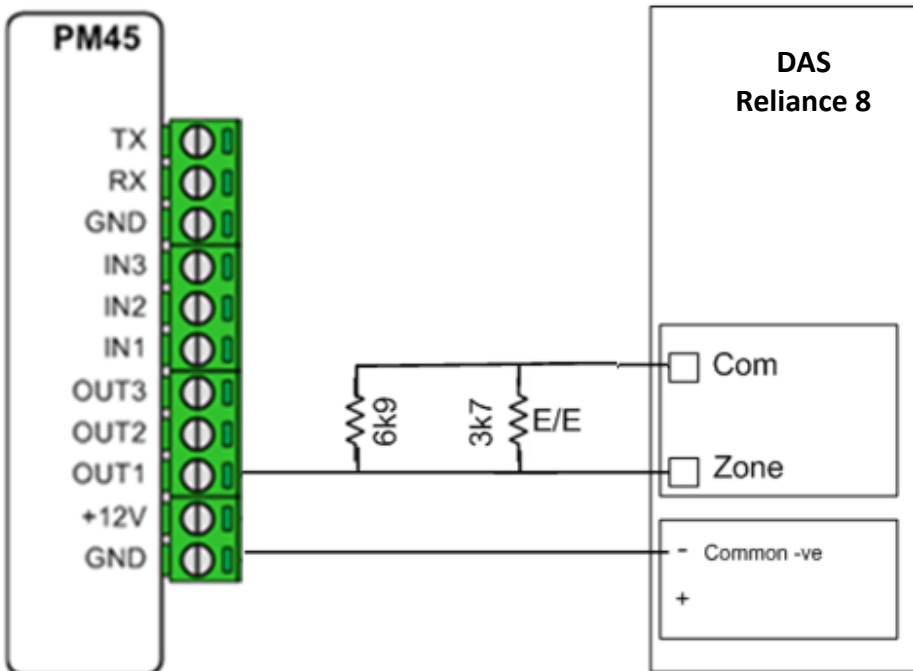 PM45
TX
RX
GND
IN3
IN2
IN1
OUT3
OUT2
OUT1
+12V
GND
6k9
3k7
E/E
DAS
Reliance 8
Com
Zone
- Common -ve
+